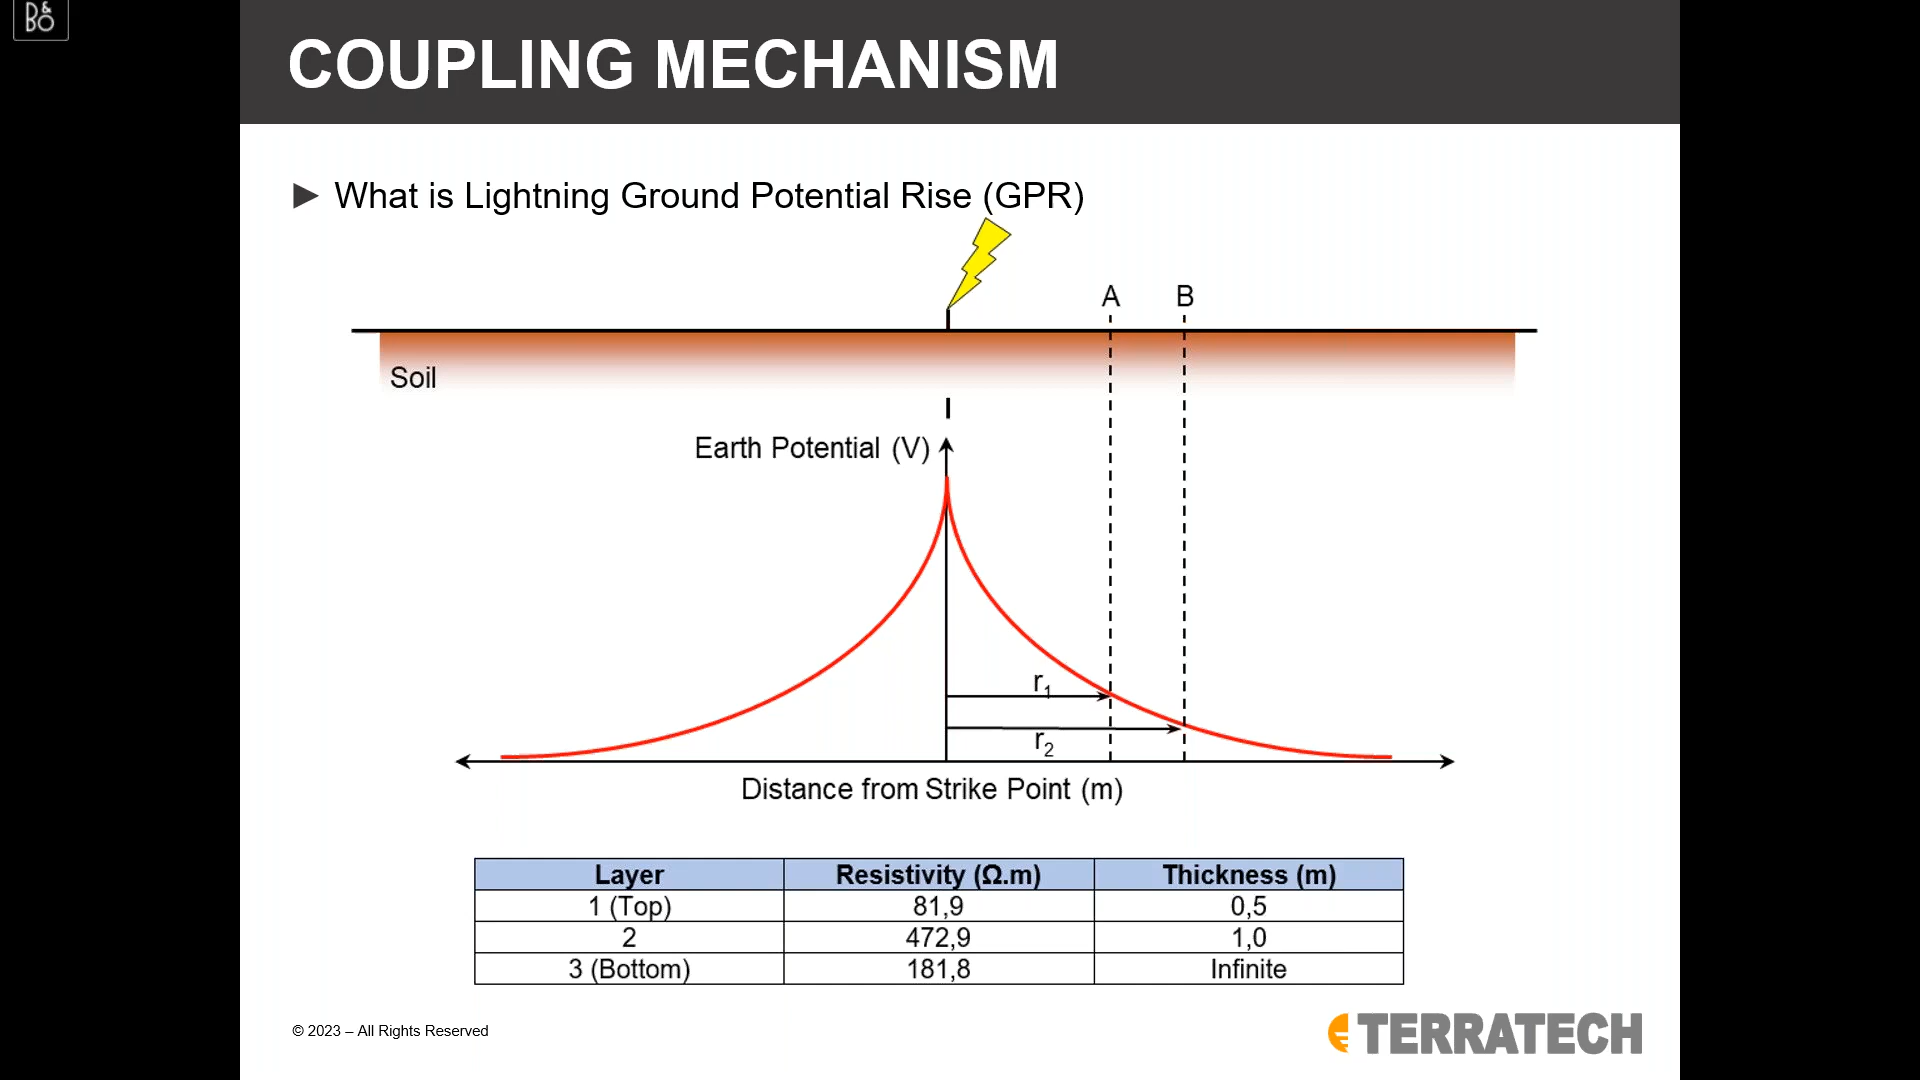 B&O
COUPLING MECHANISM
What is Lightning Ground Potential Rise (GPR)
A B
Soil
Earth Potential (V)
r1
r2
Distance from Strike Point (m)
Layer Resistivity (Ω.m) Thickness (m)
1 (Top) 81,9 0,5
2 472,9 1,0
3 (Bottom) 181,8 Infinite
© 2023 – All Rights Reserved
TERRATECH